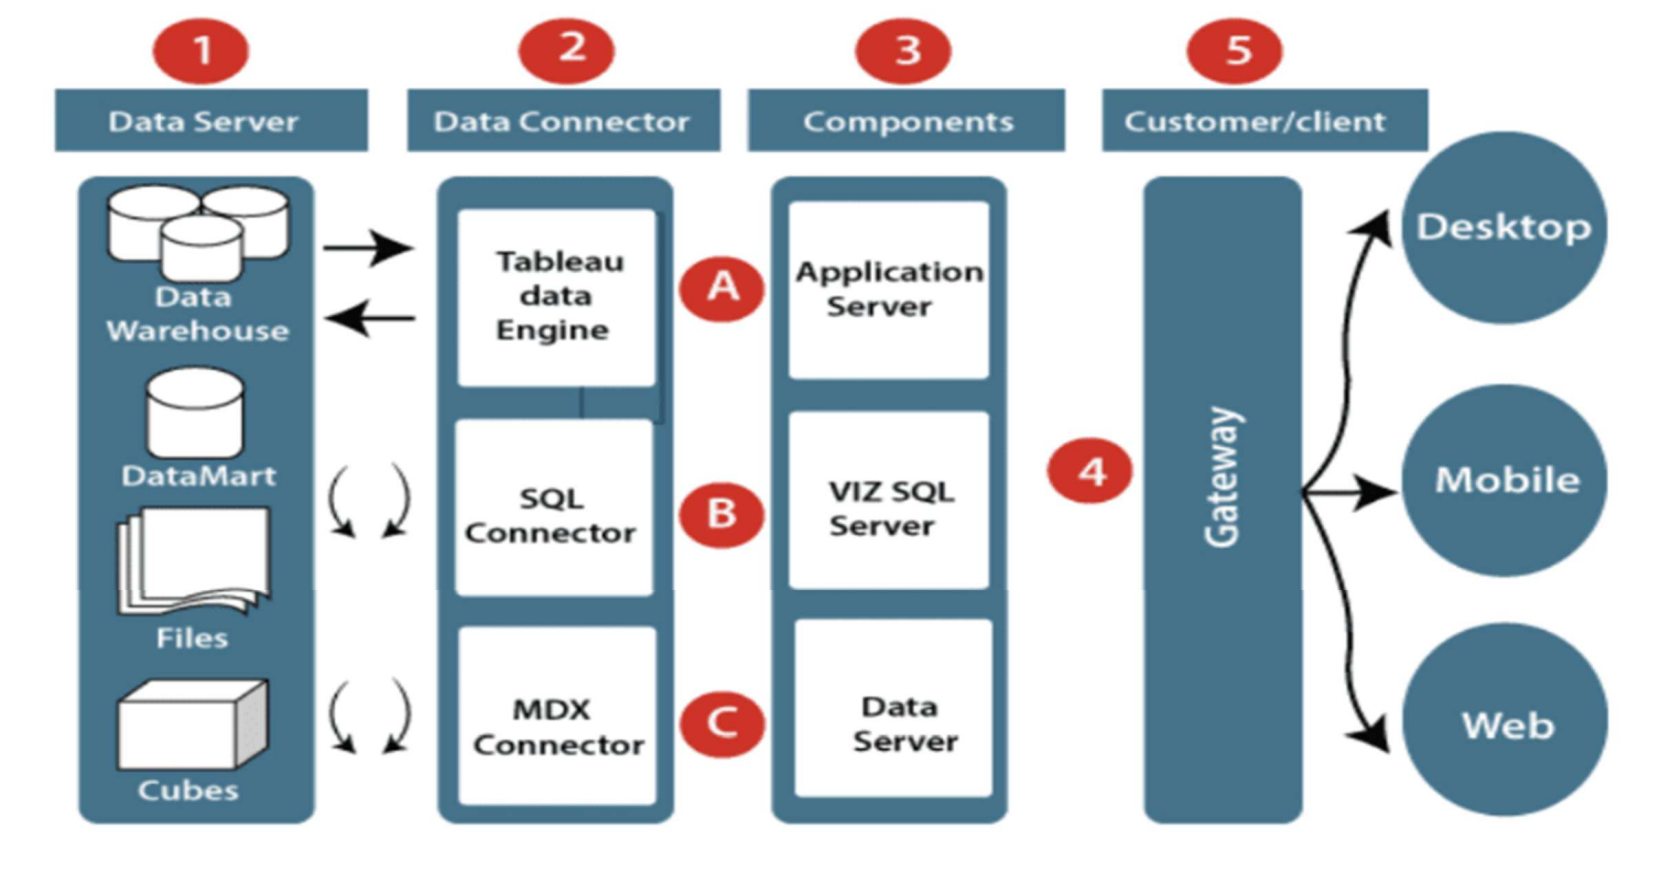 1
2
3
5
Data Server
Data Connector
Components
Customer/client
Data
Warehouse
DataMart
Files
Cubes
Tableau
data
Engine
SQL
Connector
MDX
Connector
A
B
C
Application
Server
VIZ SQL
Server
Data
Server
4
Gateway
Desktop
Mobile
Web